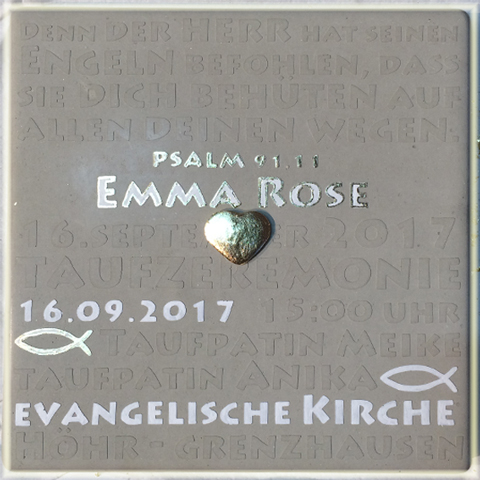 Denn der Herr hat seinen
Engeln befohlen, dass
sie dich behüten auf
allen deinen Wegen.
Psalm 91.11
Emma Rose
16.September 2017
Taufzeremonie
16.09.2017 15:00 Uhr
Taufpatin Meike
Taufpatin Anika
evangelische Kirche
Höhr-Grenzhausen